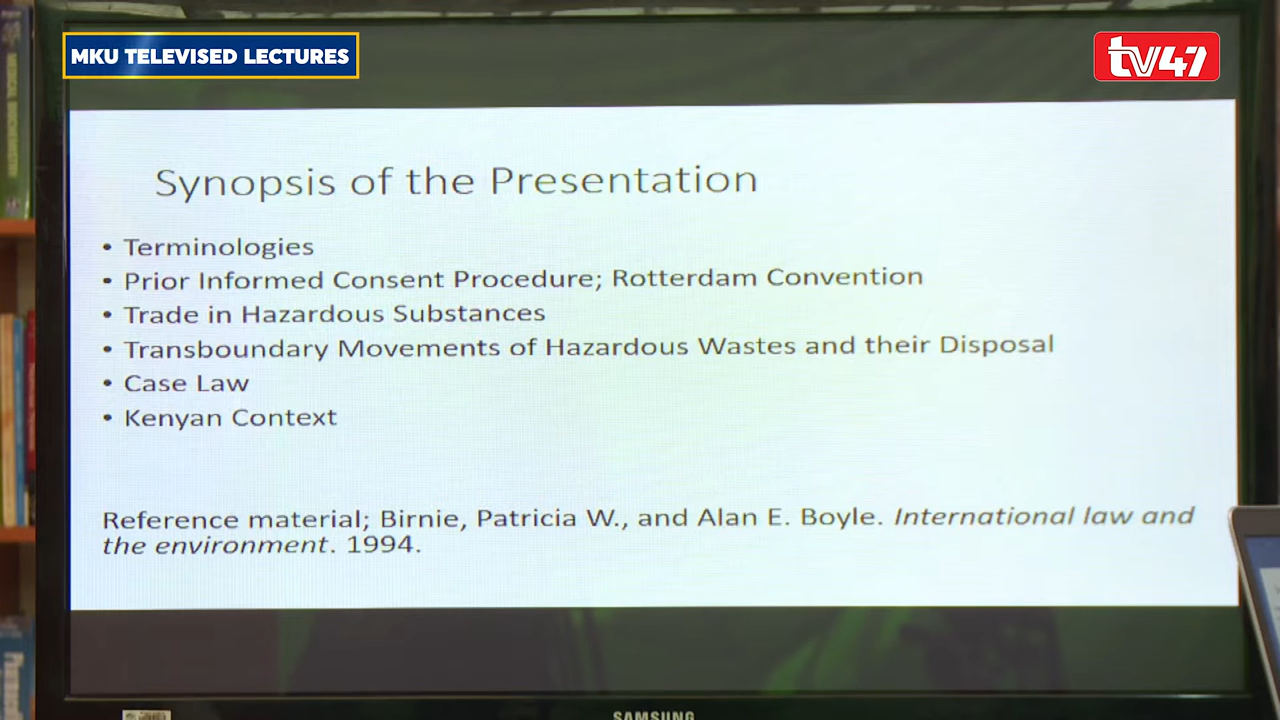 MKU TELEVISED LECTURES
tv47
Synopsis of the Presentation
• Terminologies
• Prior Informed Consent Procedure; Rotterdam Convention
• Trade in Hazardous Substances
• Transboundary Movements of Hazardous Wastes and their Disposal
• Case Law
• Kenyan Context
Reference material; Birnie, Patricia W., and Alan E. Boyle. International law and
the environment. 1994.
SAMSUNG